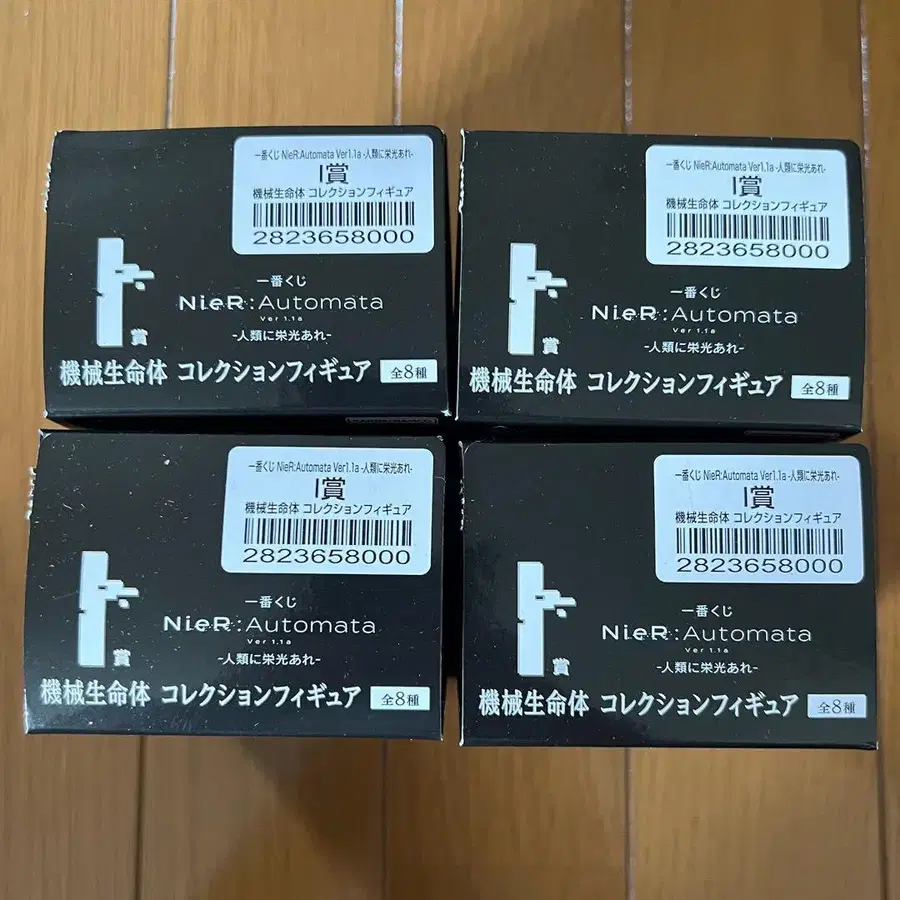 一番くじ NieR:Automata Ver1.1a -人類に栄光あれ-
I賞
機械生命体 コレクションフィギュア
2823658000
I賞
一番くじ
NieR:Automata
Ver 1.1a
-人類に栄光あれ-
機械生命体 コレクションフィギュア 全8種
一番くじ NieR:Automata Ver1.1a -人類に栄光あれ-
I賞
機械生命体 コレクションフィギュア
2823658000
I賞
一番くじ
NieR:Automata
Ver 1.1a
-人類に栄光あれ-
機械生命体 コレクションフィギュア 全8種
一番くじ NieR:Automata Ver1.1a -人類に栄光あれ-
I賞
機械生命体 コレクションフィギュア
2823658000
I賞
一番くじ
NieR:Automata
Ver 1.1a
-人類に栄光あれ-
機械生命体 コレクションフィギュア 全8種
一番くじ NieR:Automata Ver1.1a -人類に栄光あれ-
I賞
機械生命体 コレクションフィギュア
2823658000
I賞
一番くじ
NieR:Automata
Ver 1.1a
-人類に栄光あれ-
機械生命体 コレクションフィギュア 全8種